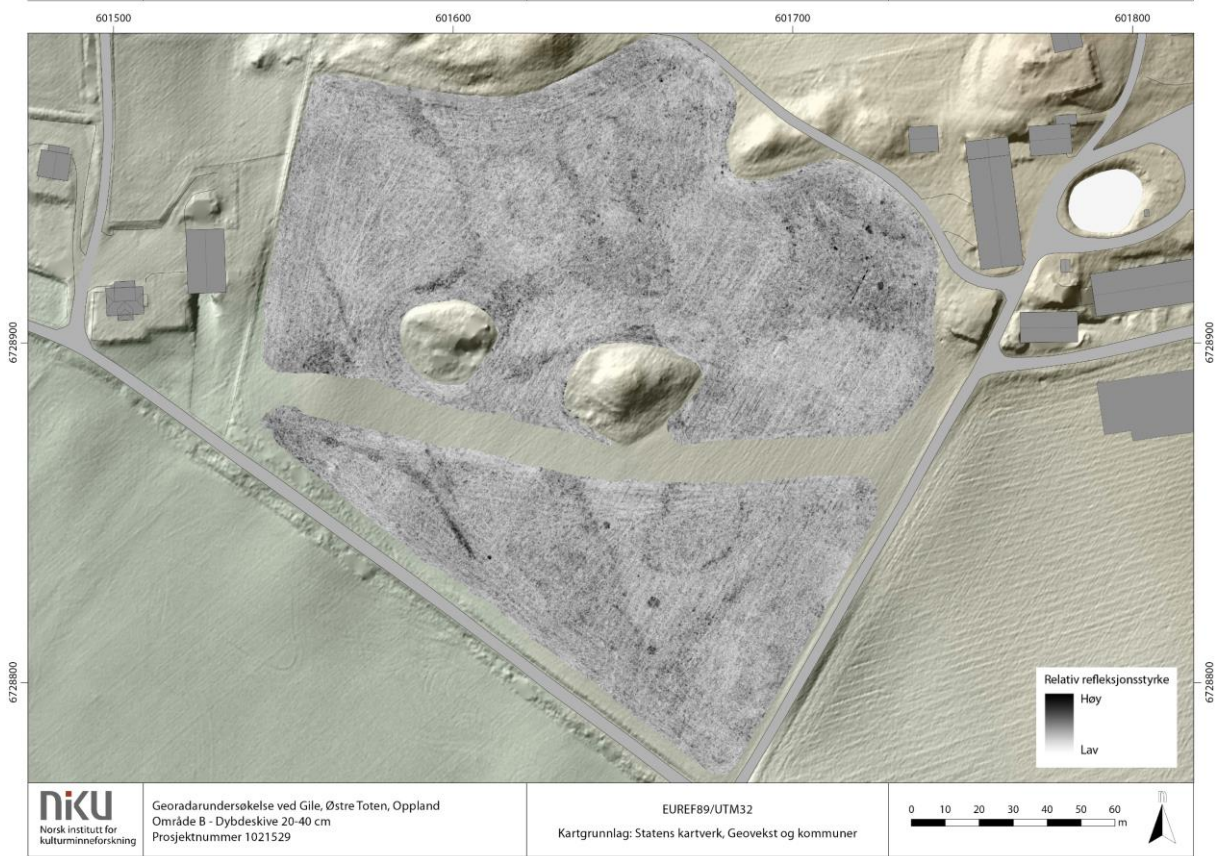 601500 601600 601700 601800
6728900 6728900
6728800 6728800
Relativ refleksjonsstyrke
Høy
Lav
NIKU
Norsk institutt for
kulturminneforskning
Georadarundersøkelse ved Gile, Østre Toten, Oppland
Område B - Dybdeskive 20-40 cm
Prosjektnummer 1021529
EUREF89/UTM32
Kartgrunnlag: Statens kartverk, Geovekst og kommuner
0 10 20 30 40 50 60
m
N